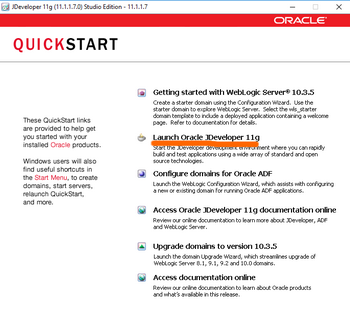 JDeveloper 11g (11.1.1.7.0) Studio Edition - 11.1.1.7
ORACLE
QUICKSTART
These QuickStart links
are provided to help get
you started with your
installed Oracle products.
Windows users will also
find useful shortcuts in
the Start Menu, to create
domains, start servers,
relaunch QuickStart,
and more.
Getting started with WebLogic Server® 10.3.5
Create a starter domain using the Configuration Wizard. Use the
starter domain to explore WebLogic Server. Select the wls_starter
domain template to include a deployed application containing a welcome
page. Refer to documentation for details.
Launch Oracle JDeveloper 11g
Start the JDeveloper development environment where you can rapidly
build and test applications using a wide array of standard and open
source technologies.
Configure domains for Oracle ADF
Launch the WebLogic Configuration Wizard, which assists with configuring
a new or existing domain for running Oracle ADF applications.
Access Oracle JDeveloper 11g documentation online
Review our online documentation to learn more about JDeveloper, ADF
and WebLogic Server.
Upgrade domains to version 10.3.5
Launch the domain Upgrade Wizard, which streamlines upgrade of
WebLogic Server 8.1, 9.1, 9.2 and 10.0 domains.
Access documentation online
Review our online documentation to learn about Oracle products
and what's available in this release.